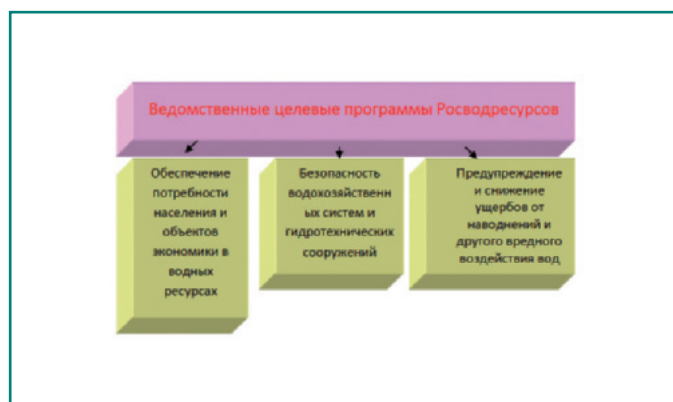 Ведомственные целевые программы Росводресурсов
Обеспечение
потребности
населения и
объектов
экономики в
водных
ресурсах
Безопасность
водохозяйственн
ых систем и
гидротехнических
сооружений
Предупреждение
и снижение
ущербов от
наводнений и
другого вредного
воздействия вод